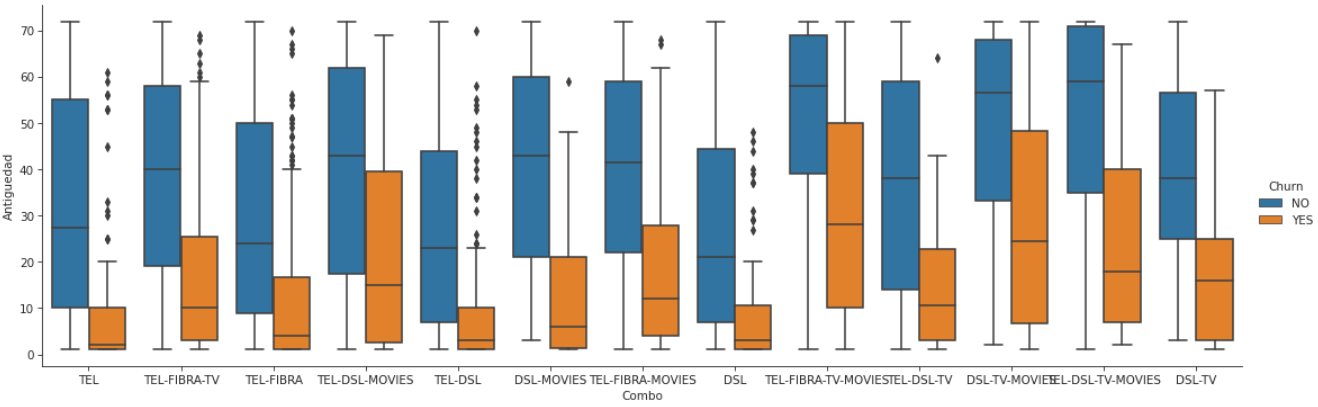 70
60
50
40
30
20
10
0
Antiguedad
TEL
TEL-FIBRA-TV
TEL-FIBRA
TEL-DSL-MOVIES
TEL-DSL
DSL-MOVIES
TEL-FIBRA-MOVIES
DSL
TEL-FIBRA-TV-MOVIES
TEL-DSL-TV
DSL-TV-MOVIES
TEL-DSL-TV-MOVIES
DSL-TV
Combo
Churn
NO
YES